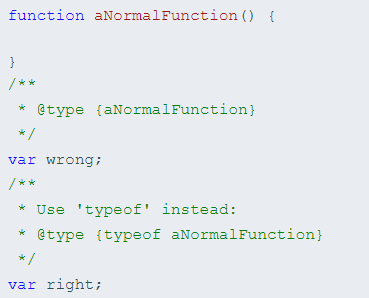 function aNormalFunction() {
}
/**
 * @type {aNormalFunction}
 */
var wrong;
/**
 * Use 'typeof' instead:
 * @type {typeof aNormalFunction}
 */
var right;